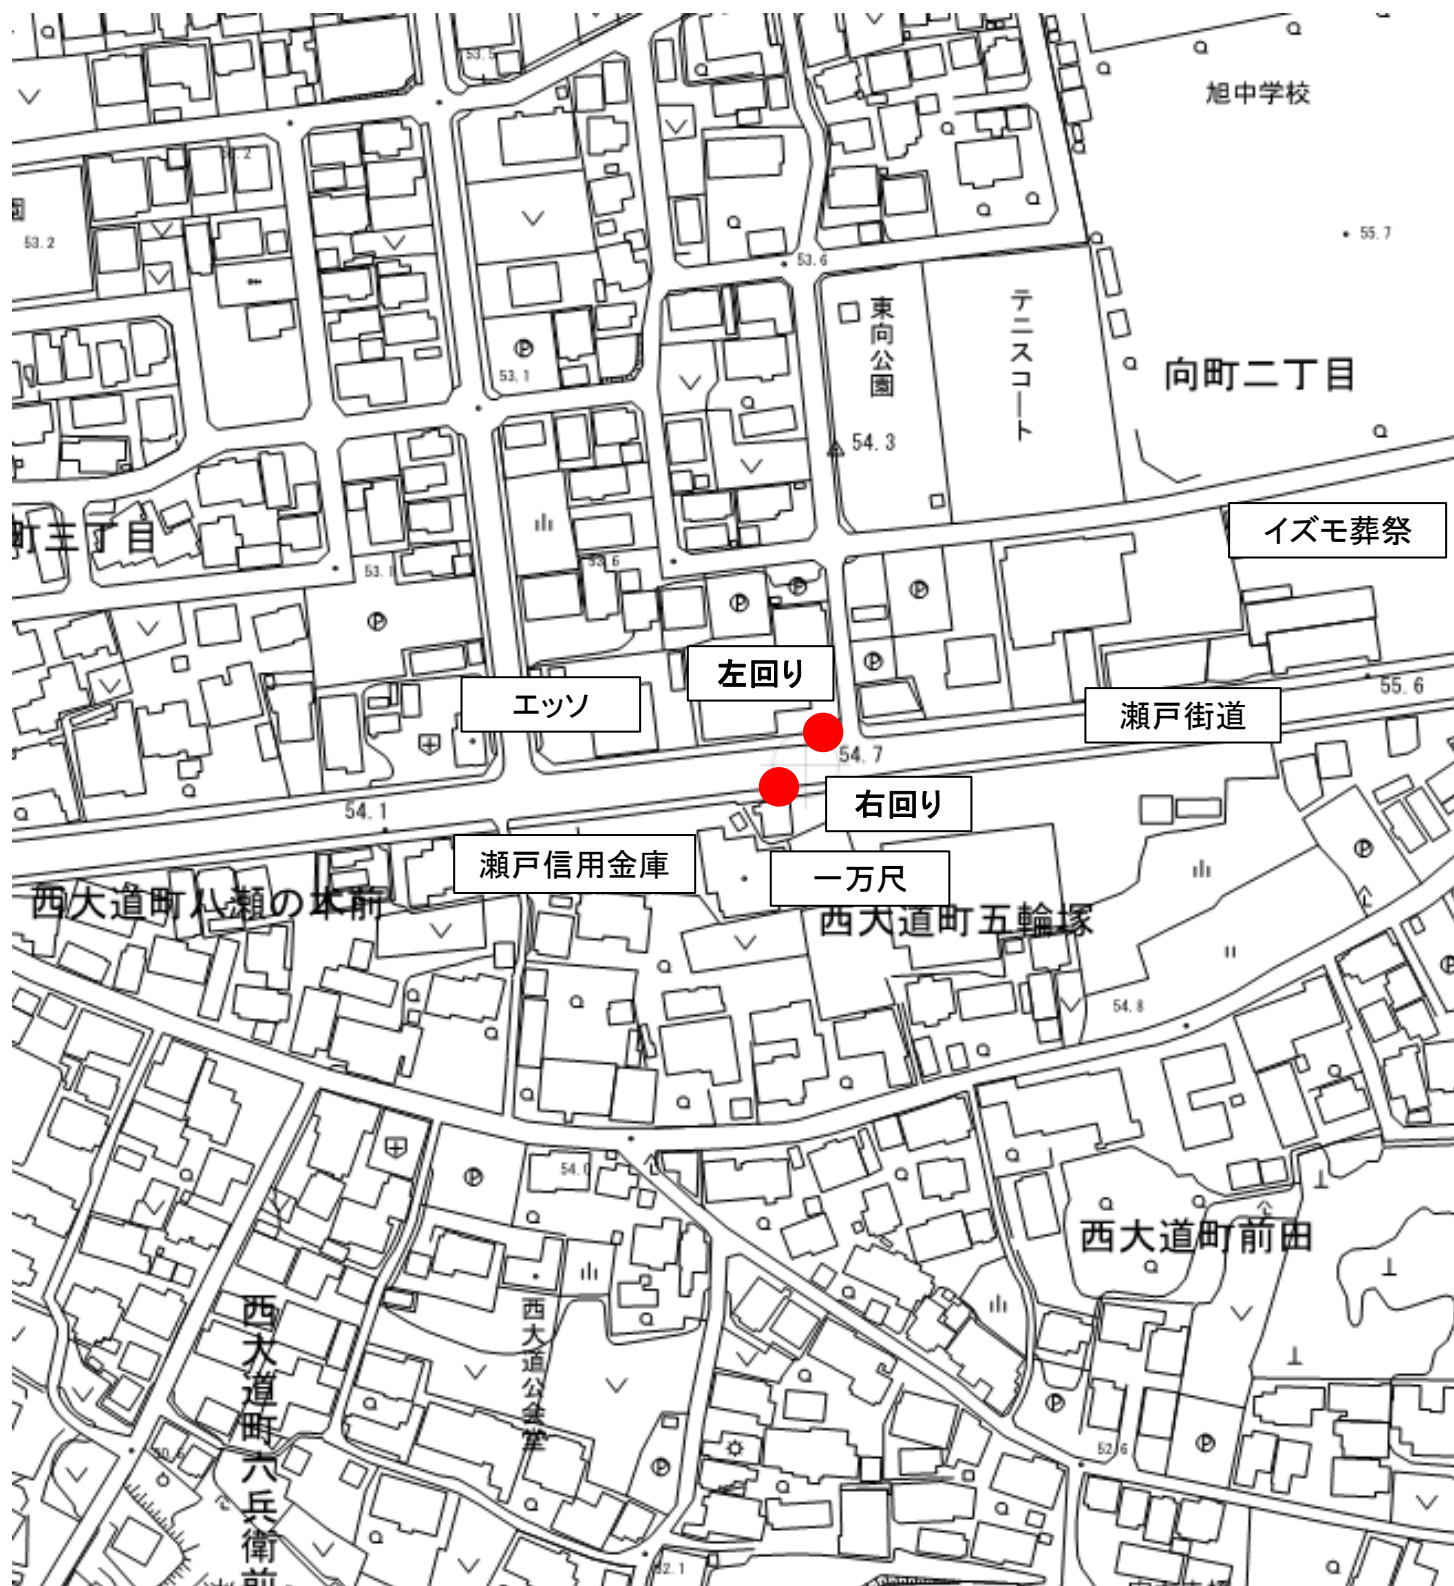 53.5
旭中学校
53.2
55.7
53.6
東向公園
テニスコート
53.1
向町二丁目
54.3
イズモ葬祭
町三丁目
53.1
53.6
左回り
エッソ
瀬戸街道
55.6
54.7
54.1
右回り
瀬戸信用金庫
一万尺
西大道町八瀬の木前
西大道町五輪塚
54.8
54.0
西大道町前田
西大道町六兵衛前
西大道公会堂
52.6
52.1